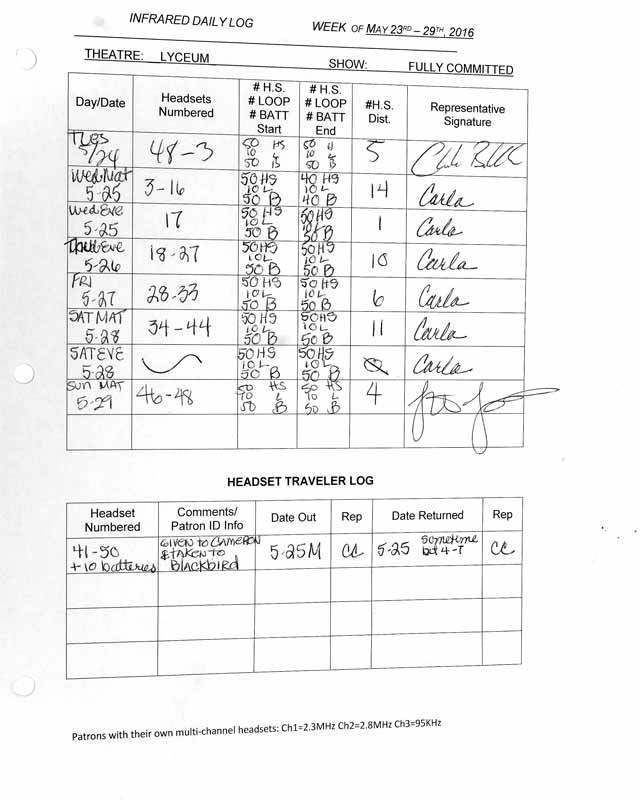 INFRARED DAILY LOG WEEK OF MAY 23RD – 29TH, 2016
THEATRE: LYCEUM SHOW: FULLY COMMITTED
Day/Date Headsets Numbered # H.S. # LOOP # BATT Start # H.S. # LOOP # BATT End #H.S. Dist. Representative Signature
TUES 5/24 48-3 50 HS 10 L 50 B 50 H 10 L 50 B 5
Wed Mat 5-25 3-16 50 HS 10 L 50 B 40 HS 10 L 40 B 14 Carla
Wed Eve 5-25 17 50 HS 10 L 50 B 50 HS 10 L 50 B 1 Carla
Thur Eve 5-26 18-27 50 HS 10 L 50 B 50 HS 10 L 50 B 10 Carla
FRI 5-27 28-33 50 HS 10 L 50 B 50 HS 10 L 50 B 6 Carla
SAT MAT 5-28 34-44 50 HS 10 L 50 B 50 HS 10 L 50 B 11 Carla
SAT EVE 5-28 50 HS 10 L 50 B 50 HS 10 L 50 B Carla
SUN MAT 5-29 46-48 50 HS 10 L 50 B 50 HS 10 L 50 B 4
HEADSET TRAVELER LOG
Headset Numbered Comments/ Patron ID Info Date Out Rep Date Returned Rep
41-50 + 10 batteries GIVEN TO CAMERON & TAKEN TO BLACKBIRD 5-25M CC 5-25 sometime bet 4-7 CC
Patrons with their own multi-channel headsets: Ch1=2.3MHz Ch2=2.8MHz Ch3=95KHz